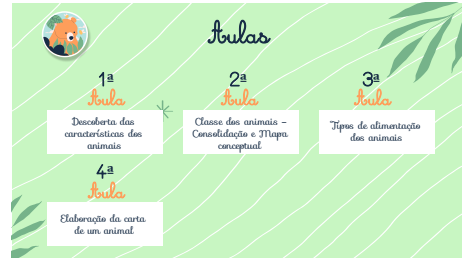 Aulas
1ª
Aula
Descoberta das
características dos
animais
2ª
Aula
Classe dos animais –
Consolidação e Mapa
conceptual
3ª
Aula
Tipos de alimentação
dos animais
4ª
Aula
Elaboração da carta
de um animal